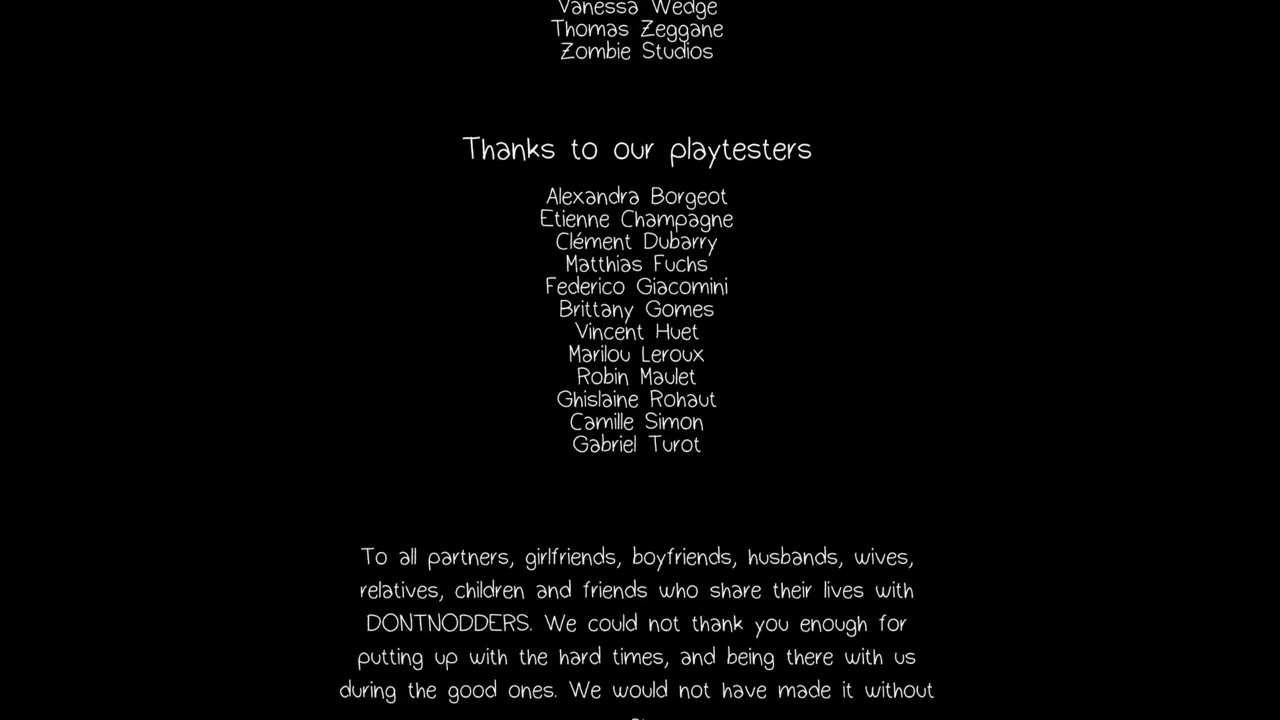 Vanessa Wedge
Thomas Zeggane
Zombie Studios
Thanks to our playtesters
Alexandra Borgeot
Etienne Champagne
Clément Dubarry
Matthias Fuchs
Federico Giacomini
Brittany Gomes
Vincent Huet
Marilou Leroux
Robin Maulet
Ghislaine Rohaut
Camille Simon
Gabriel Turot
To all partners, girlfriends, boyfriends, husbands, wives,
relatives, children and friends who share their lives with
DONTNODDERS. We could not thank you enough for
putting up with the hard times, and being there with us
during the good ones. We would not have made it without